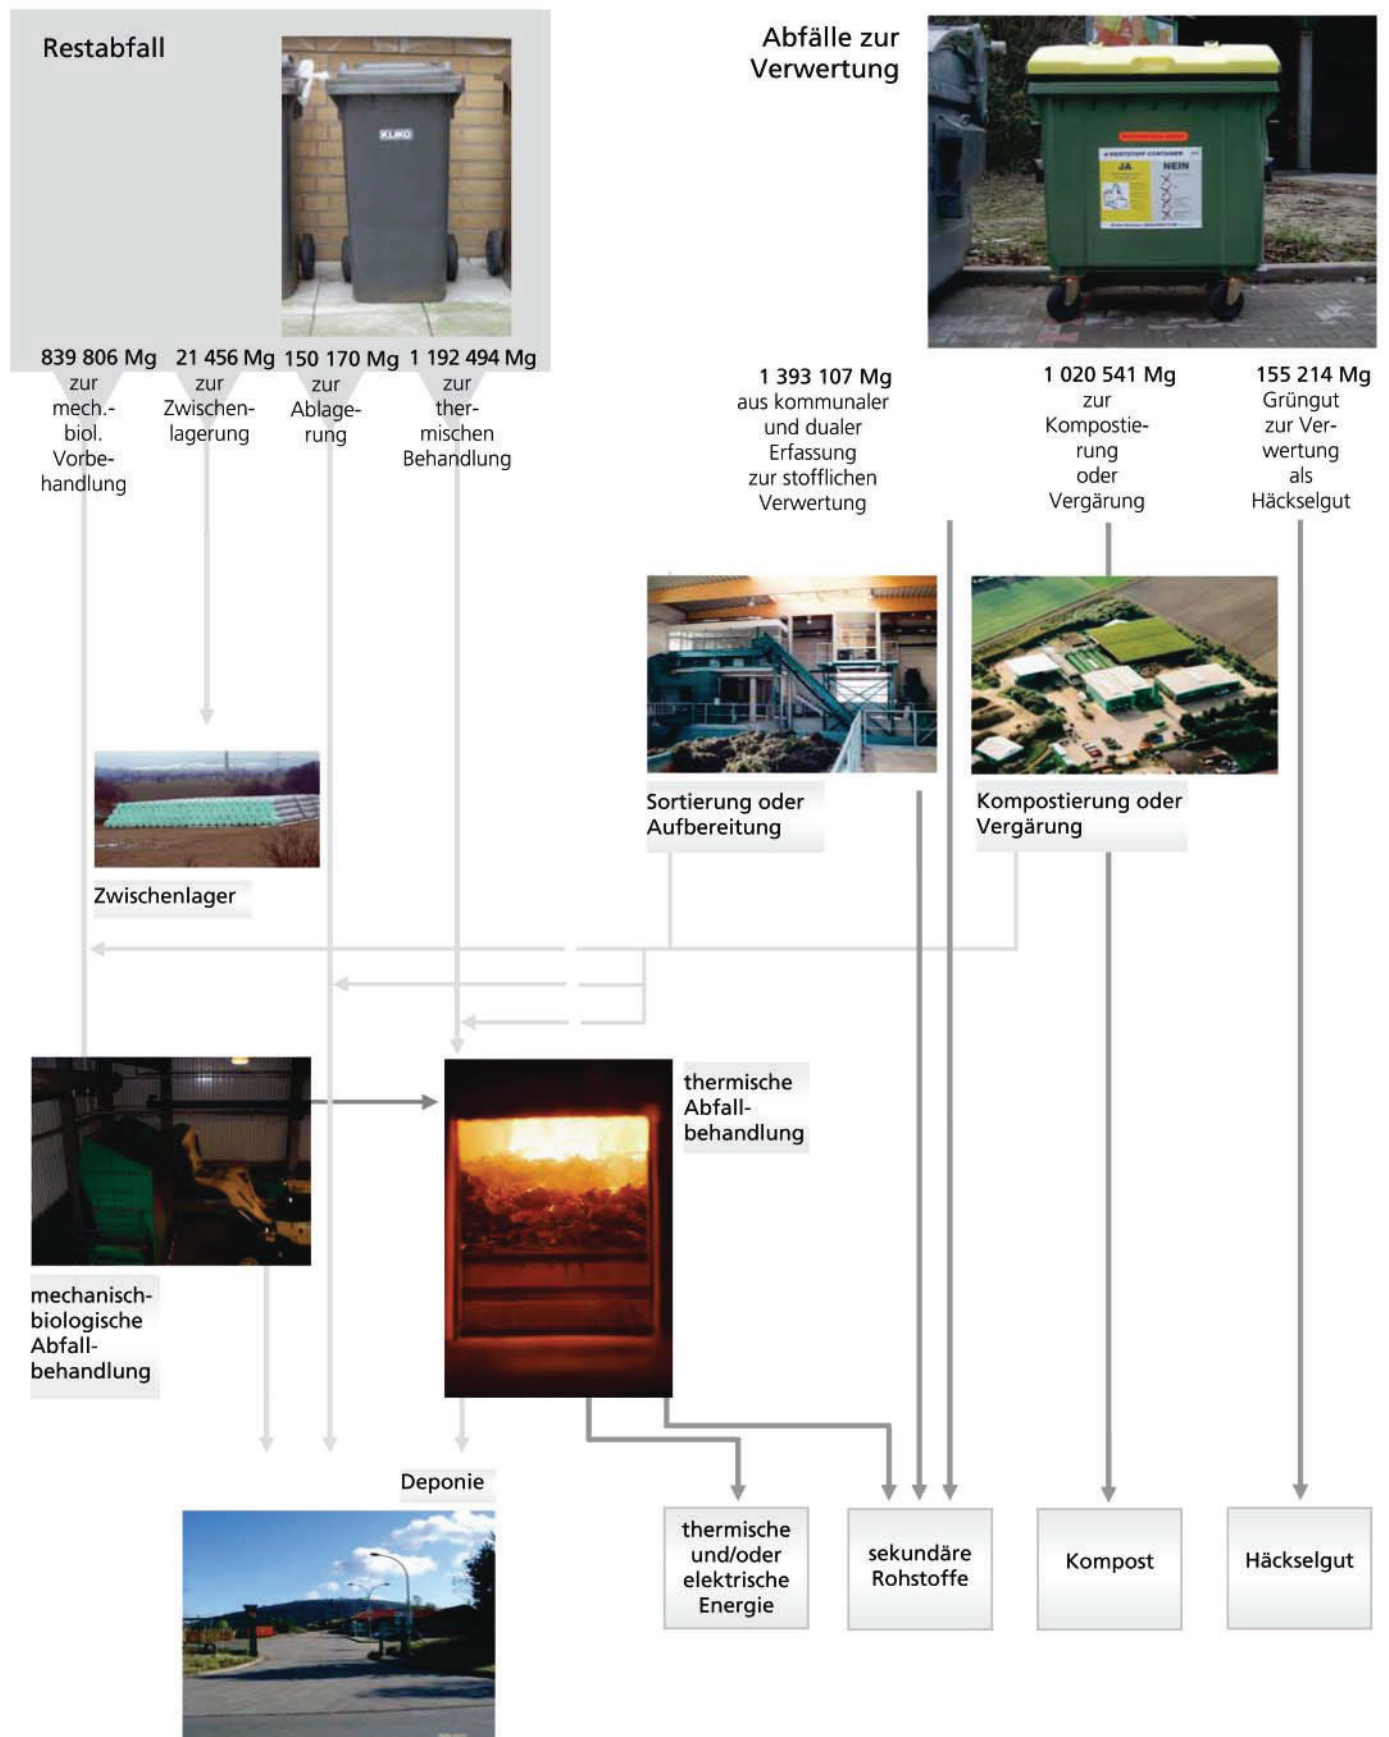 Restabfall
KLIKO
Abfälle zur
Verwertung
JA
NEIN
839 806 Mg
zur
mech.-
biol.
Vorbe-
handlung
21 456 Mg
zur
Zwischen-
lagerung
150 170 Mg
zur
Ablage-
rung
1 192 494 Mg
zur
ther-
mischen
Behandlung
1 393 107 Mg
aus kommunaler
und dualer
Erfassung
zur stofflichen
Verwertung
1 020 541 Mg
zur
Kompostie-
rung
oder
Vergärung
155 214 Mg
Grüngut
zur Ver-
wertung
als
Häckselgut
Sortierung oder
Aufbereitung
Kompostierung oder
Vergärung
Zwischenlager
thermische
Abfall-
behandlung
mechanisch-
biologische
Abfall-
behandlung
Deponie
thermische
und/oder
elektrische
Energie
sekundäre
Rohstoffe
Kompost
Häckselgut